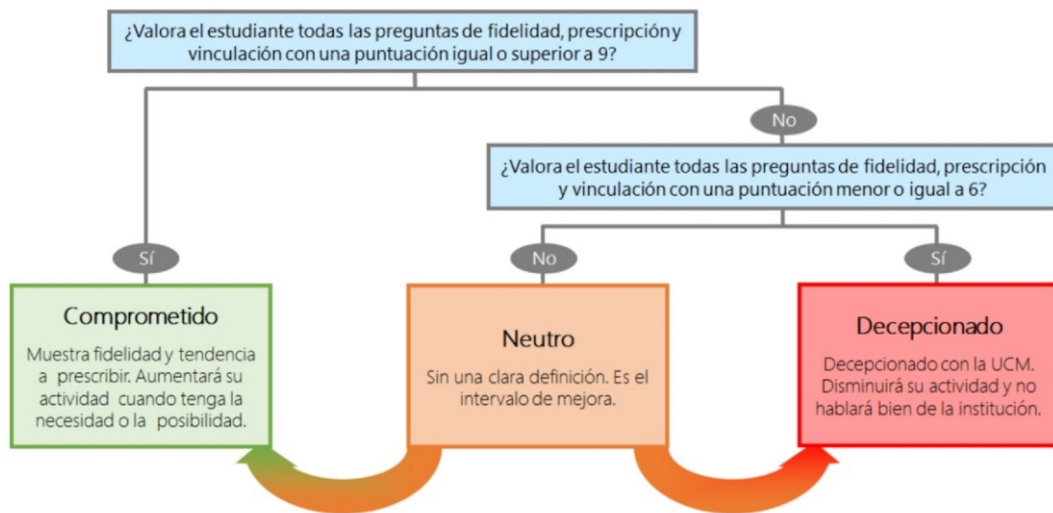 ¿Valora el estudiante todas las preguntas de fidelidad, prescripción y
vinculación con una puntuación igual o superior a 9?
No
¿Valora el estudiante todas las preguntas de fidelidad, prescripción
y vinculación con una puntuación menor o igual a 6?
Sí
No
Sí
Comprometido
Muestra fidelidad y tendencia
a prescribir. Aumentará su
actividad cuando tenga la
necesidad o la posibilidad.
Neutro
Sin una clara definición. Es el
intervalo de mejora.
Decepcionado
Decepcionado con la UCM.
Disminuirá su actividad y no
hablará bien de la institución.